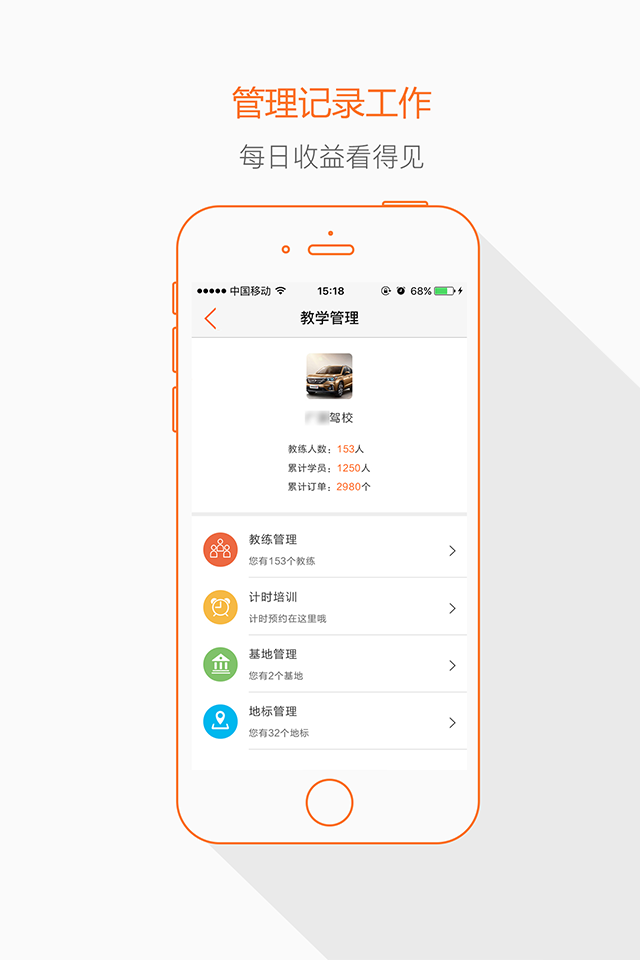 管理记录工作
每日收益看得见
中国移动 15:18 68%
教学管理
驾校
教练人数：153人
累计学员：1250人
累计订单：2980个
教练管理
您有153个教练
计时培训
计时预约在这里哦
基地管理
您有2个基地
地标管理
您有32个地标